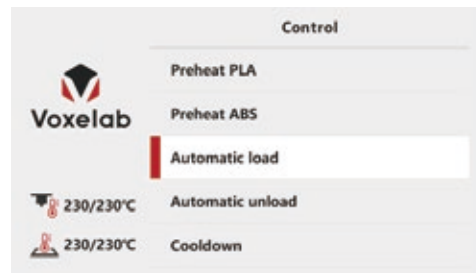 Control
Voxelab
Preheat PLA
Preheat ABS
Automatic load
Automatic unload
Cooldown
230/230℃
230/230℃